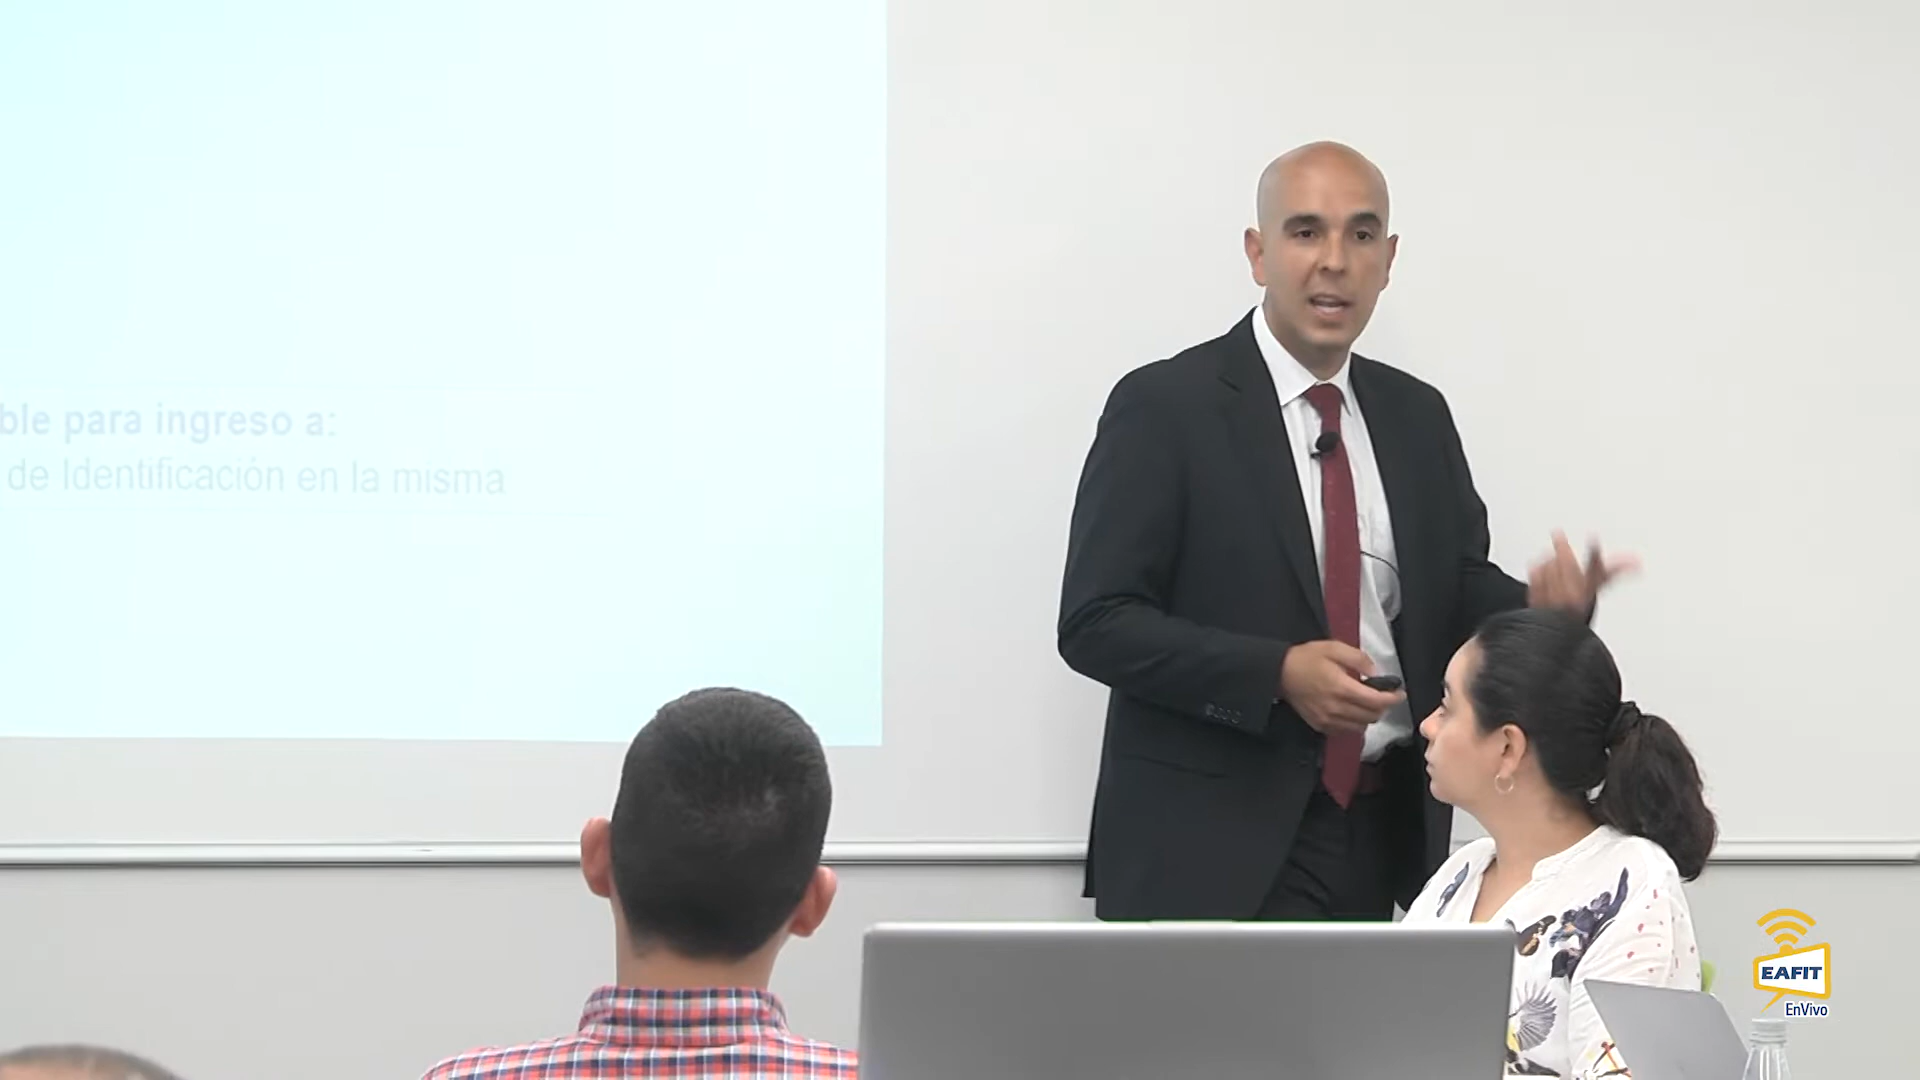 ble para ingreso a:
de Identificación en la misma
EAFIT
EnVivo